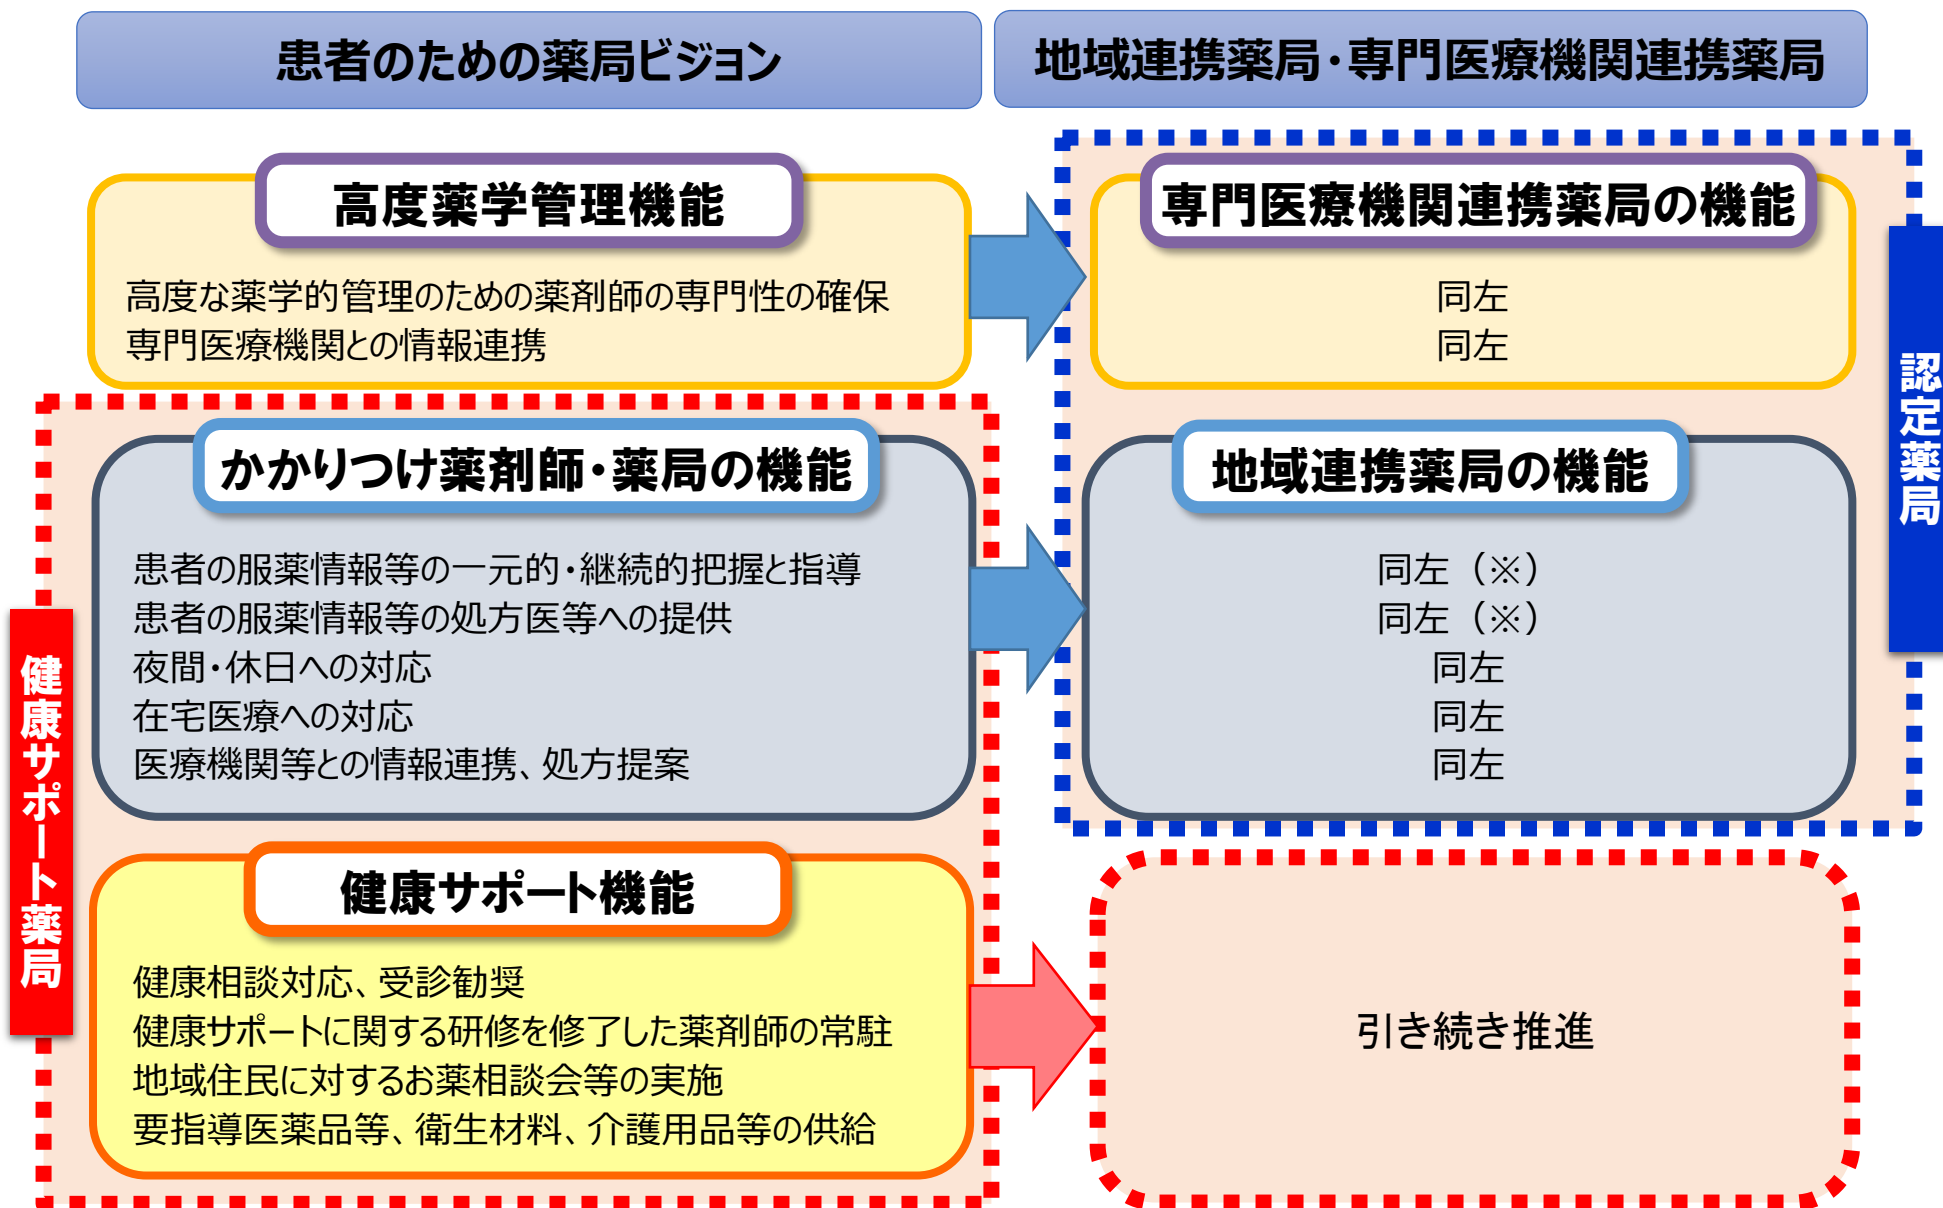 患者のための薬局ビジョン
地域連携薬局・専門医療機関連携薬局
高度薬学管理機能
高度な薬学的管理のための薬剤師の専門性の確保
専門医療機関との情報連携
専門医療機関連携薬局の機能
同左
同左
認定薬局
かかりつけ薬剤師・薬局の機能
患者の服薬情報等の一元的・継続的把握と指導
患者の服薬情報等の処方医等への提供
夜間・休日への対応
在宅医療への対応
医療機関等との情報連携、処方提案
地域連携薬局の機能
同左（※）
同左（※）
同左
同左
同左
健康サポート薬局
健康サポート機能
健康相談対応、受診勧奨
健康サポートに関する研修を修了した薬剤師の常駐
地域住民に対するお薬相談会等の実施
要指導医薬品等、衛生材料、介護用品等の供給
引き続き推進